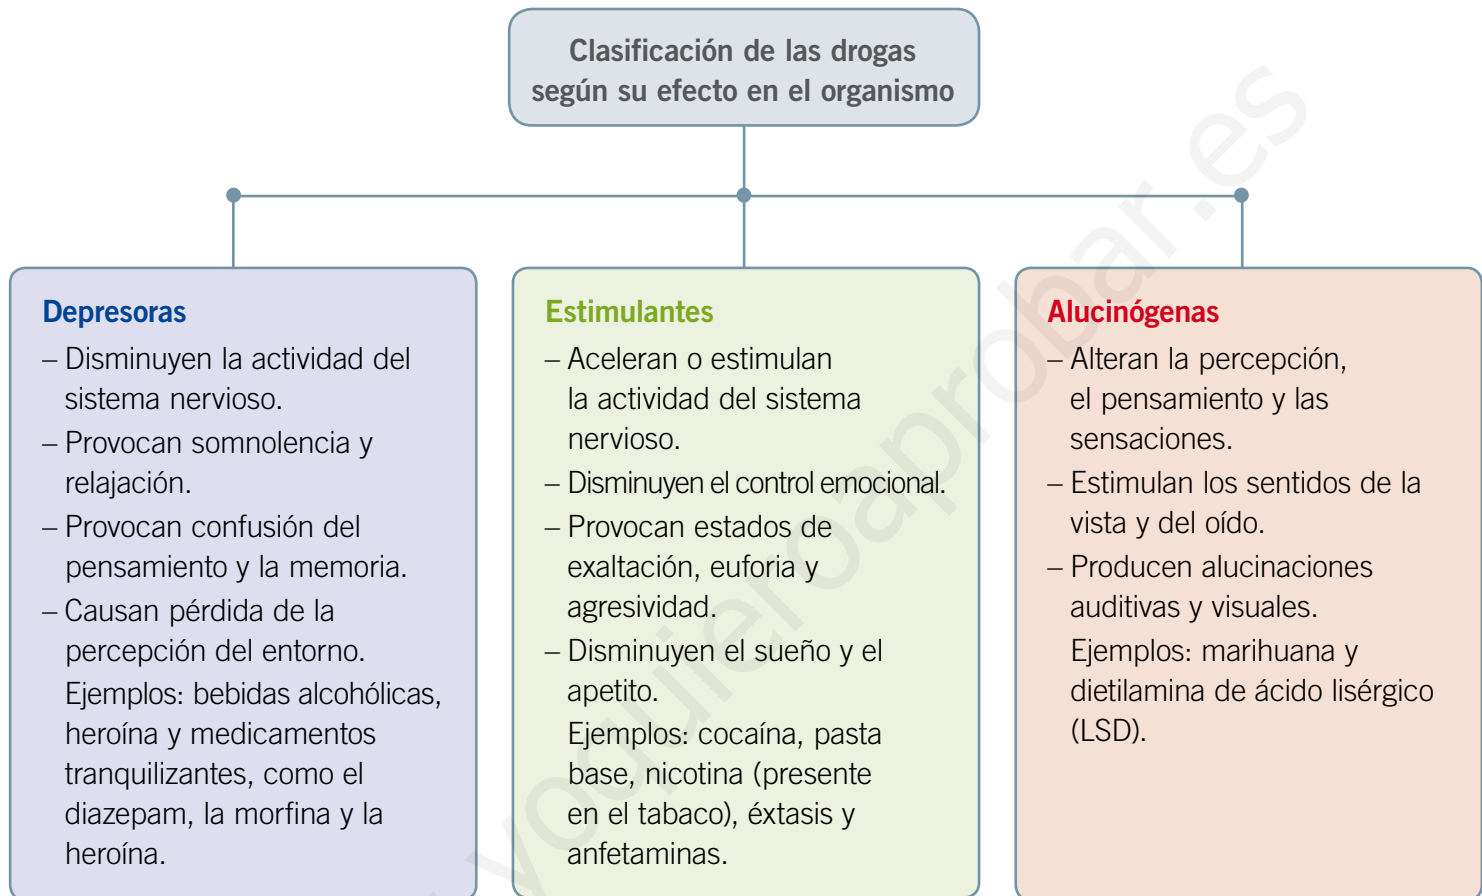 Clasificación de las drogas
según su efecto en el organismo
Depresoras
– Disminuyen la actividad del
sistema nervioso.
– Provocan somnolencia y
relajación.
– Provocan confusión del
pensamiento y la memoria.
– Causan pérdida de la
percepción del entorno.
Ejemplos: bebidas alcohólicas,
heroína y medicamentos
tranquilizantes, como el
diazepam, la morfina y la
heroína.
Estimulantes
– Aceleran o estimulan
la actividad del sistema
nervioso.
– Disminuyen el control emocional.
– Provocan estados de
exaltación, euforia y
agresividad.
– Disminuyen el sueño y el
apetito.
Ejemplos: cocaína, pasta
base, nicotina (presente
en el tabaco), éxtasis y
anfetaminas.
Alucinógenas
– Alteran la percepción,
el pensamiento y las
sensaciones.
– Estimulan los sentidos de la
vista y del oído.
– Producen alucinaciones
auditivas y visuales.
Ejemplos: marihuana y
dietilamina de ácido lisérgico
(LSD).
yoquieroaprobar.es